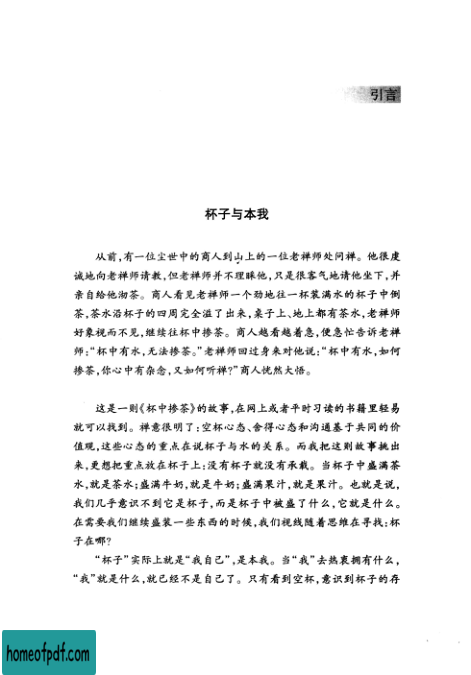 引言
杯子与本我
从前,有一位尘世中的商人到山上的一位老禅师处问禅。他很虔
诚地向老禅师请教,但老禅师并不理睬他,只是很客气地请他坐下,并
亲自给他沏茶。商人看见老禅师一个劲地往一杯装满水的杯子中倒
茶,茶水沿杯子的四周完全溢了出来,桌子上、地上都有茶水,老禅师
好象视而不见,继续往杯中掺茶。商人越看越着急,便急忙告诉老禅
师:“杯中有水,无法掺茶。”老禅师回过身来对他说:“杯中有水,如何
掺茶,你心中有杂念,又如何听禅?”商人恍然大悟。
这是一则《杯中掺茶》的故事,在网上或者平时习读的书籍里轻易
就可以找到。禅意很明了:空杯心态、舍得心态和沟通基于共同的价
值观,这些心态的重点在说杯子与水的关系。而我把这则故事挑出
来,更想把重点放在杯子上:没有杯子就没有承载。当杯子中盛满茶
水,就是茶水;盛满牛奶,就是牛奶;盛满果汁,就是果汁。也就是说,
我们几乎意识不到它是杯子,而是杯子中被盛了什么,它就是什么。
在需要我们继续盛装一些东西的时候,我们视线随着思维在寻找:杯
子在哪?
“杯子”实际上就是“我自己”,是本我。当“我”去热衷拥有什么,
“我”就是什么,就已经不是自己了。只有看到空杯,意识到杯子的存
homeofpdf.com